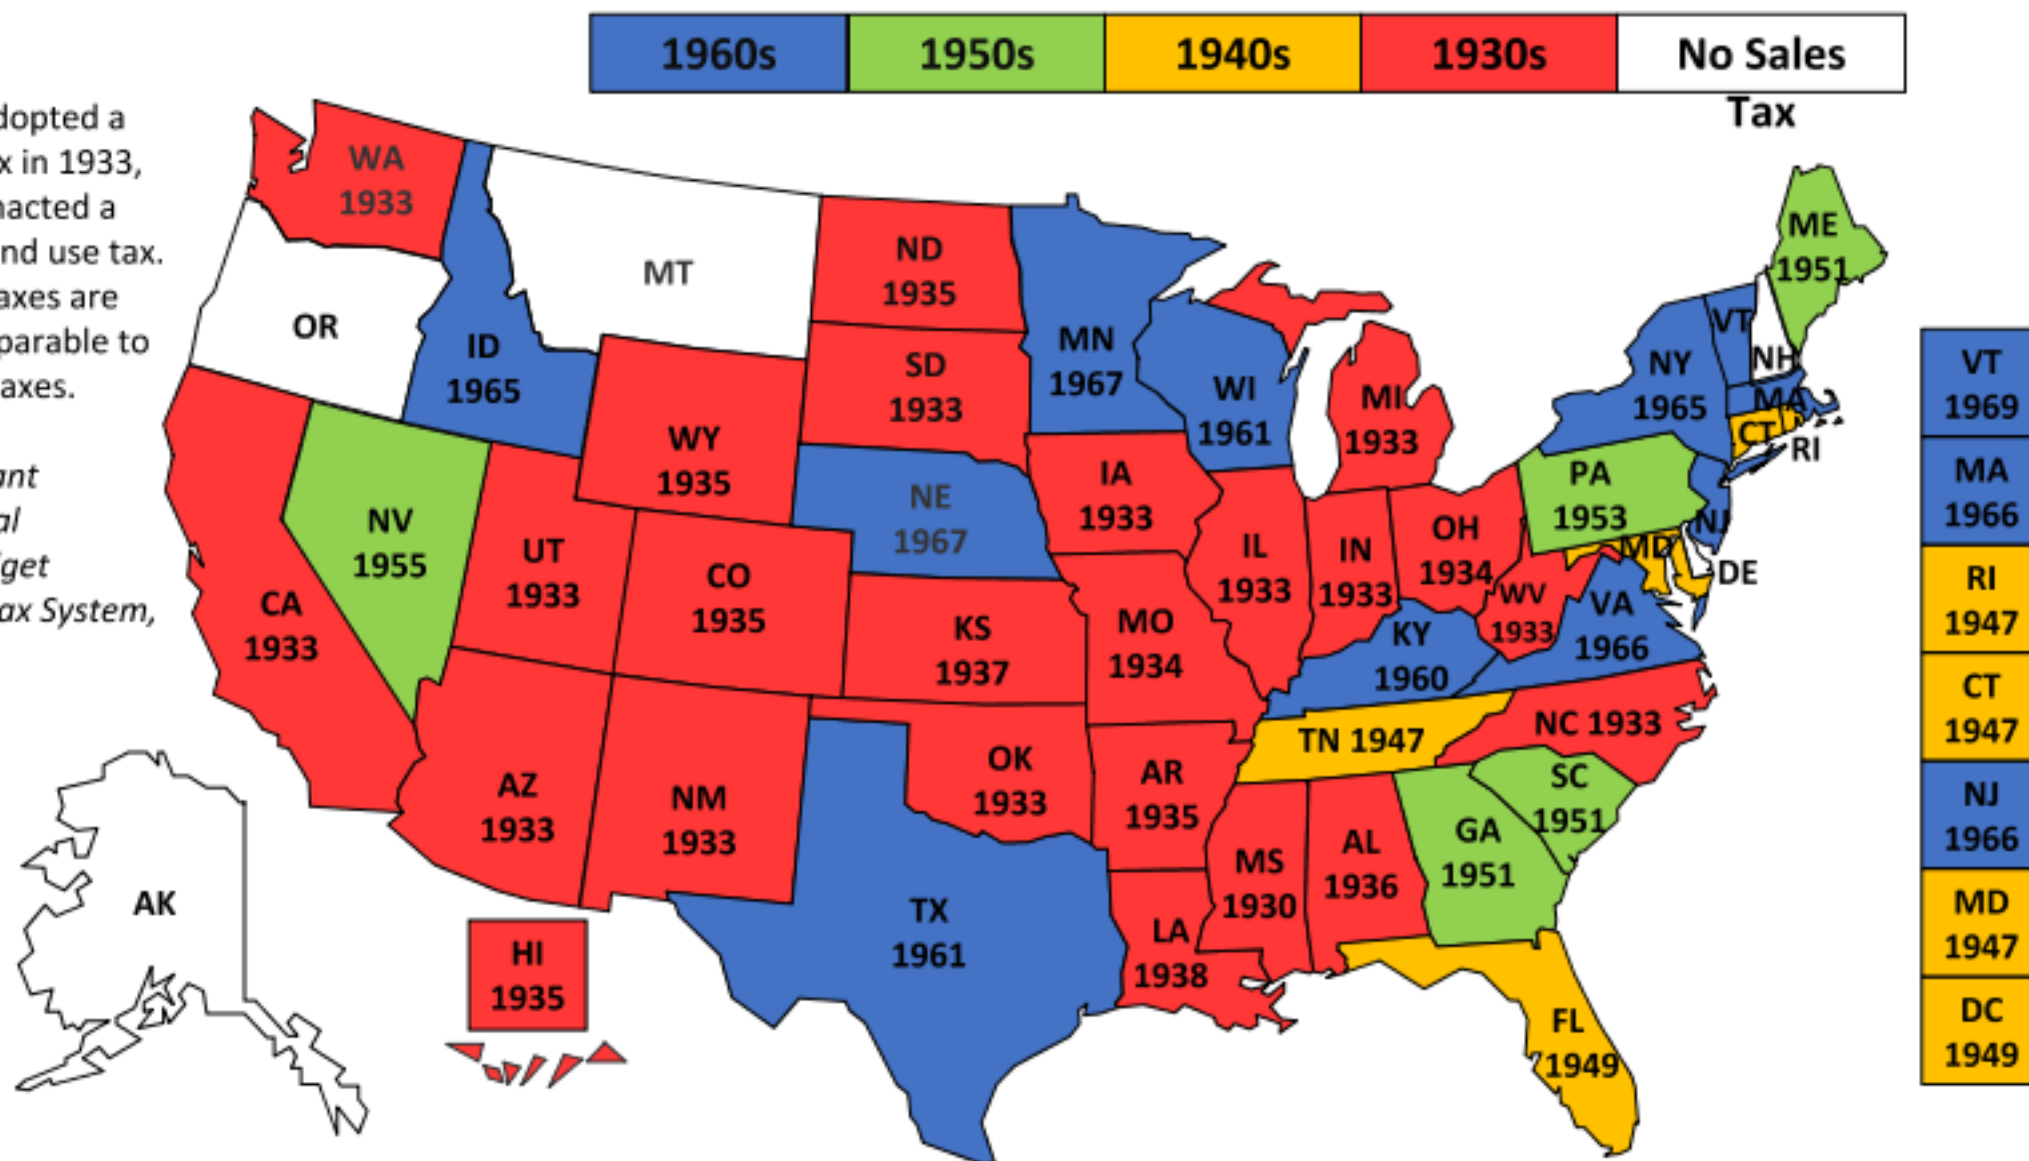 1960s 1950s 1940s 1930s No Sales
Tax
dopted a
x in 1933,
nacted a
nd use tax.
axes are
parable to
axes.
ant
al
get
ax System,
WA
1933
OR
ID
1965
MT
ND
1935
SD
1933
MN
1967
WI
1961
MI
1933
ME
1951
VT
NH
NY
1965
MA
CT
RI
PA
1953
NJ
MD
DE
WY
1935
NE
1967
IA
1933
IL
1933
IN
1933
OH
1934
WV
1933
VA
1966
KY
1960
NV
1955
UT
1933
CO
1935
KS
1937
MO
1934
CA
1933
AZ
1933
NM
1933
OK
1933
AR
1935
TN 1947
NC 1933
SC
1951
GA
1951
AL
1936
MS
1930
LA
1938
TX
1961
FL
1949
AK
HI
1935
VT
1969
MA
1966
RI
1947
CT
1947
NJ
1966
MD
1947
DC
1949